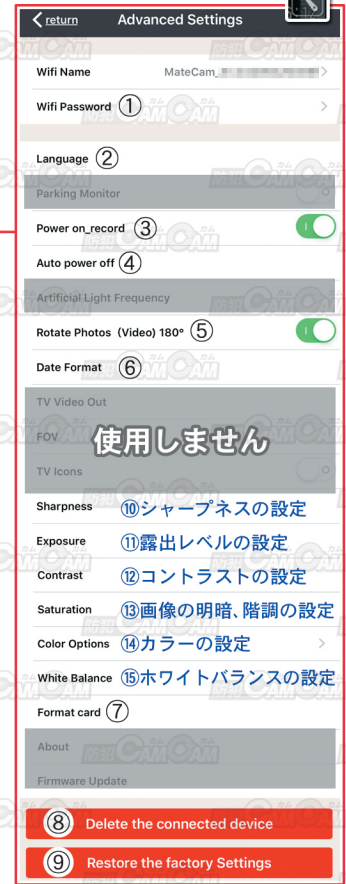 return Advanced Settings
Wifi Name MateCam_
Wifi Password ①
Language ②
Parking Monitor
Power on_record ③
Auto power off ④
Artificial Light Frequency
Rotate Photos (Video) 180° ⑤
Date Format ⑥
TV Video Out
FOV
使用しません
TV Icons
Sharpness ⑩シャープネスの設定
Exposure ⑪露出レベルの設定
Contrast ⑫コントラストの設定
Saturation ⑬画像の明暗、階調の設定
Color Options ⑭カラーの設定
White Balance ⑮ホワイトバランスの設定
Format card ⑦
About
Firmware Update
⑧ Delete the connected device
⑨ Restore the factory Settings